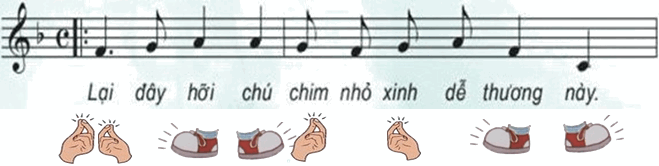 Lại đây hỡi chú chim nhỏ xinh dễ thương này.